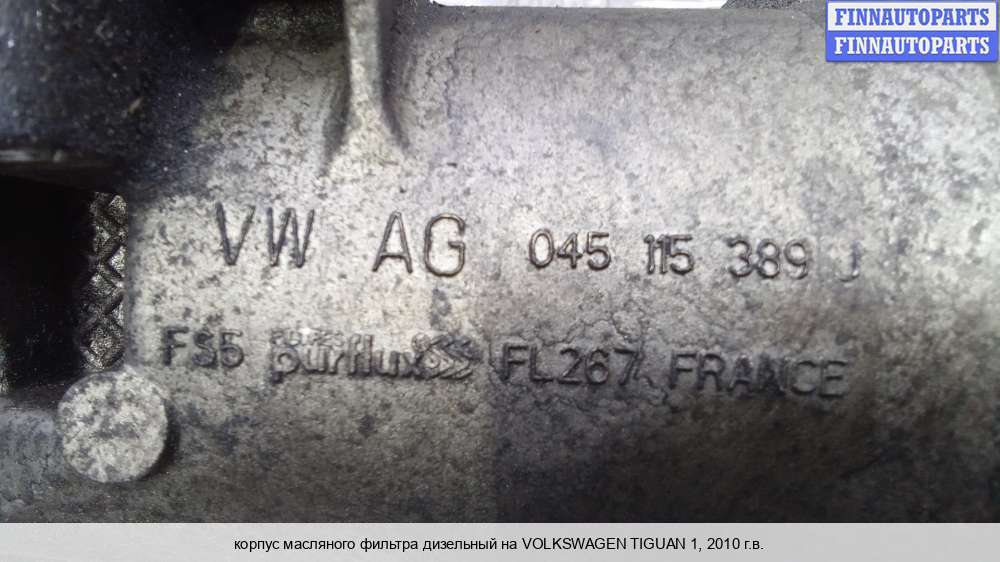 FINNAUTOPARTS
FINNAUTOPARTS
VW AG 045 115 389 J
FS5 purflux FL267 FRANCE
корпус масляного фильтра дизельный на VOLKSWAGEN TIGUAN 1, 2010 г.в.